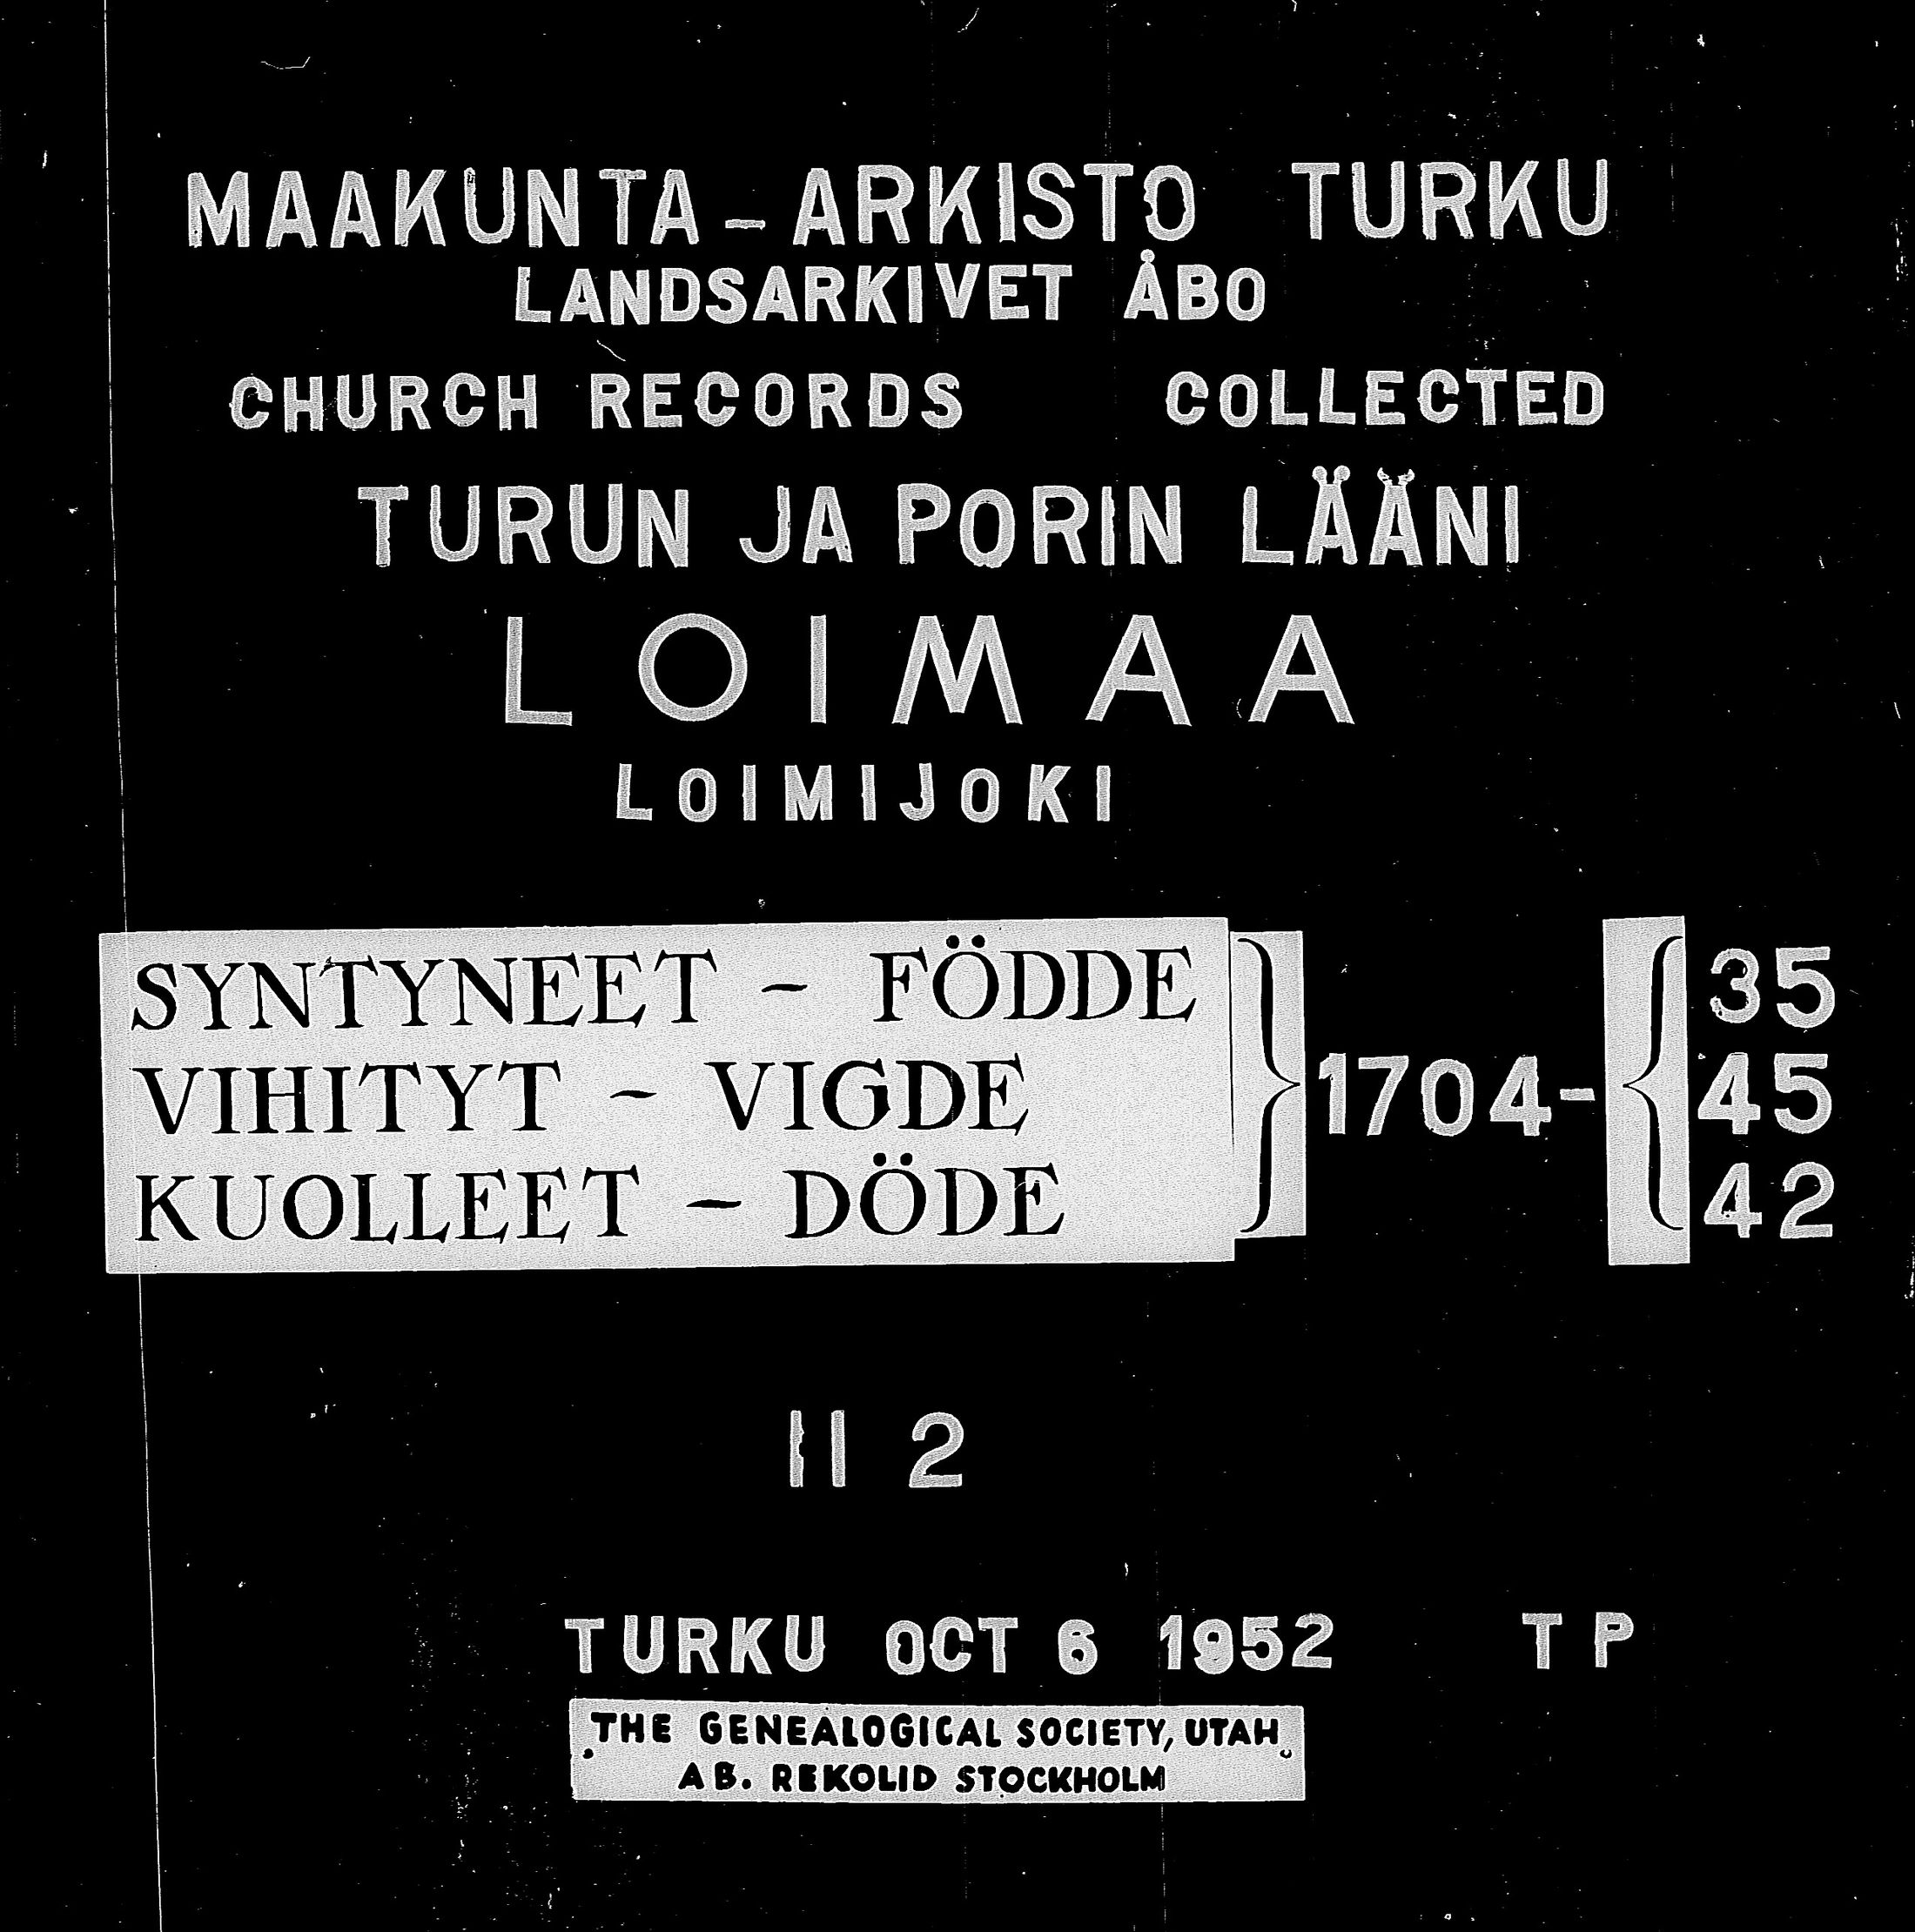 MAAKUNTA-ARKISTO TURKU
LANDSARKIVET ÅBO
CHURCH RECORDS COLLECTED
TURUN JA PORIN LÄÄNI
LOIMAA
LOIMIJOKI
SYNTYNEET - FÖDDE } 1704- { 35
VIHITYT - VIGDE 45
KUOLLEET - DÖDE 42
II 2
TURKU OCT 6 1952 TP
THE GENEALOGICAL SOCIETY, UTAH
AB. REKOLID STOCKHOLM